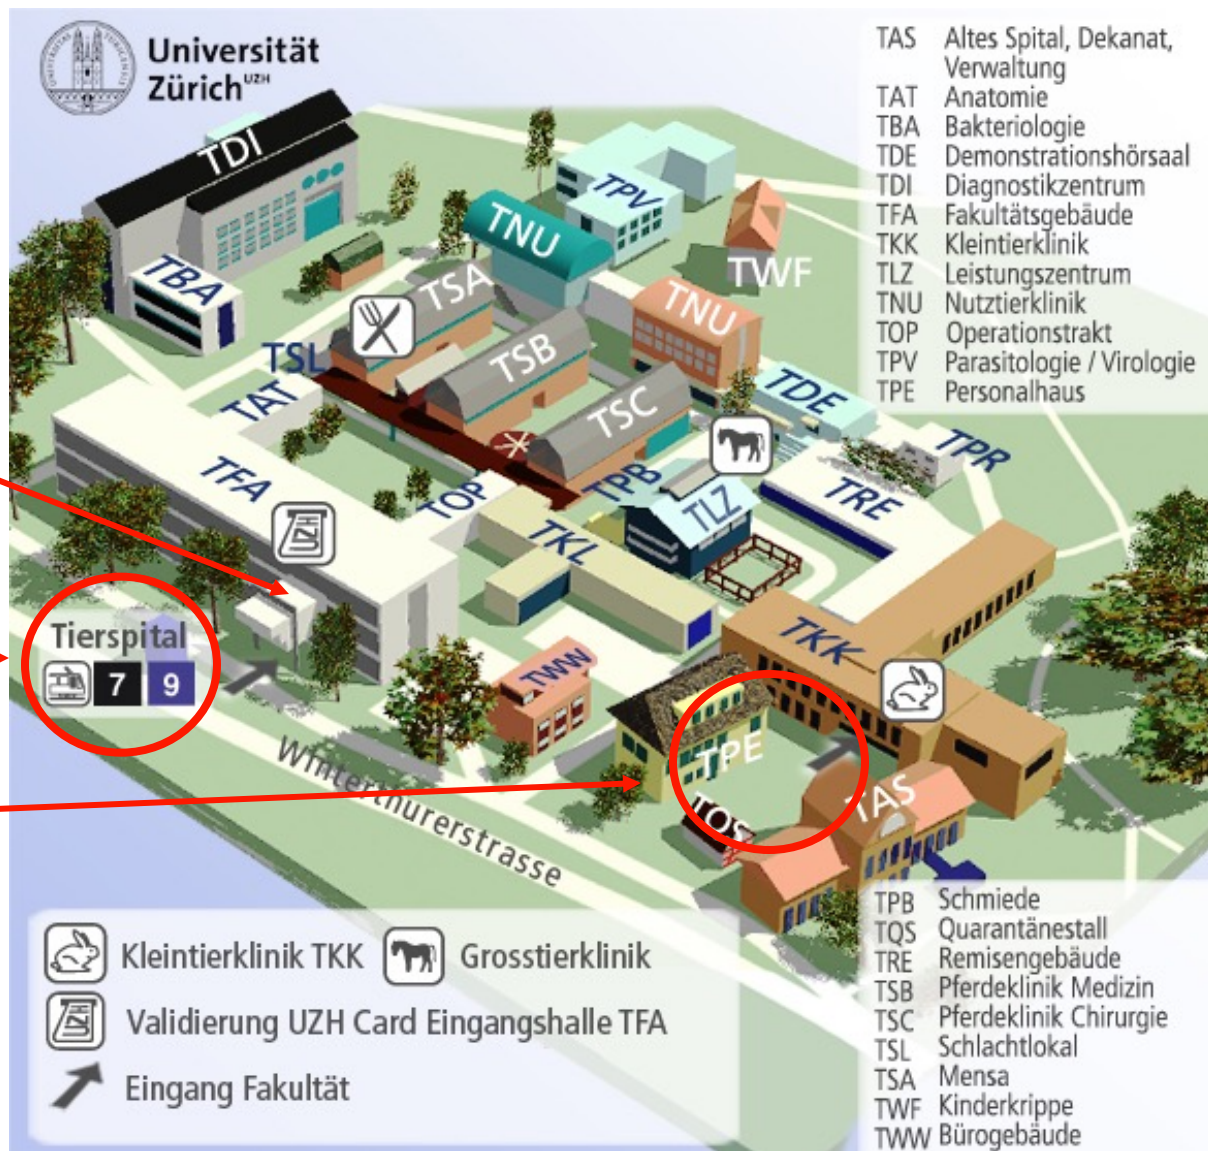 Universität
Zürich UZH
TAS Altes Spital, Dekanat,
Verwaltung
TAT Anatomie
TBA Bakteriologie
TDE Demonstrationshörsaal
TDI Diagnostikzentrum
TFA Fakultätsgebäude
TKK Kleintierklinik
TLZ Leistungszentrum
TNU Nutztierklinik
TOP Operationstrakt
TPV Parasitologie / Virologie
TPE Personalhaus
TDI
TPV
TNU
TWF
TBA
TSA
TNU
TSL
TSB
TAT
TSC
TDE
TPR
TFA
TOP
TPB
TLZ
TRE
UZH
TKL
Tierspital
7 9
TKK
TWW
TPE
TQS
TAS
Winterthurerstrasse
Kleintierklinik TKK Grosstierklinik
UZH Validierung UZH Card Eingangshalle TFA
Eingang Fakultät
TPB Schmiede
TQS Quarantänestall
TRE Remisengebäude
TSB Pferdeklinik Medizin
TSC Pferdeklinik Chirurgie
TSL Schlachtlokal
TSA Mensa
TWF Kinderkrippe
TWW Bürogebäude